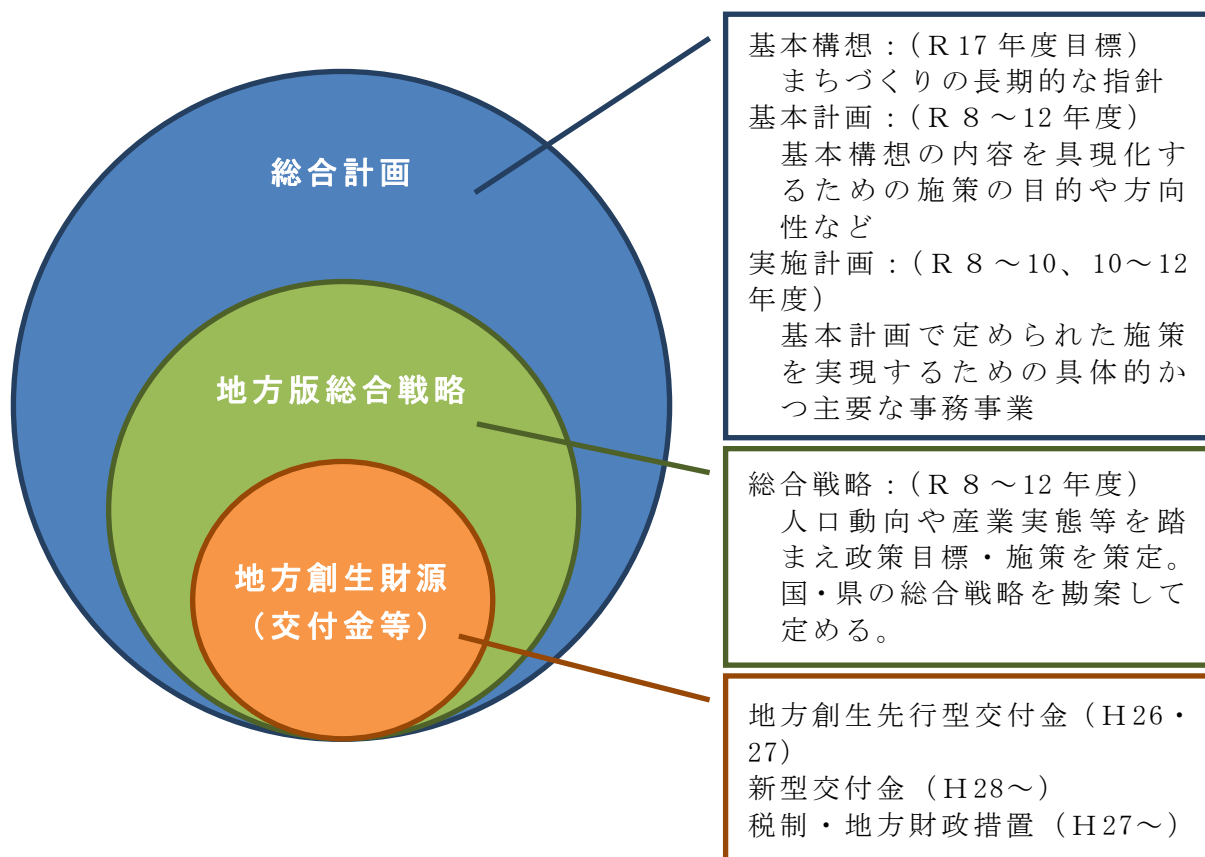 総合計画
地方版総合戦略
地方創生財源
（交付金等）
基本構想：（Ｒ17年度目標）
まちづくりの長期的な指針
基本計画：（Ｒ８～12年度）
基本構想の内容を具現化す
るための施策の目的や方向
性など
実施計画：（Ｒ８～10、10～12
年度）
基本計画で定められた施策
を実現するための具体的か
つ主要な事務事業
総合戦略：（Ｒ８～12年度）
人口動向や産業実態等を踏
まえ政策目標・施策を策定。
国・県の総合戦略を勘案して
定める。
地方創生先行型交付金（Ｈ26・
27）
新型交付金（Ｈ28～）
税制・地方財政措置（Ｈ27～）